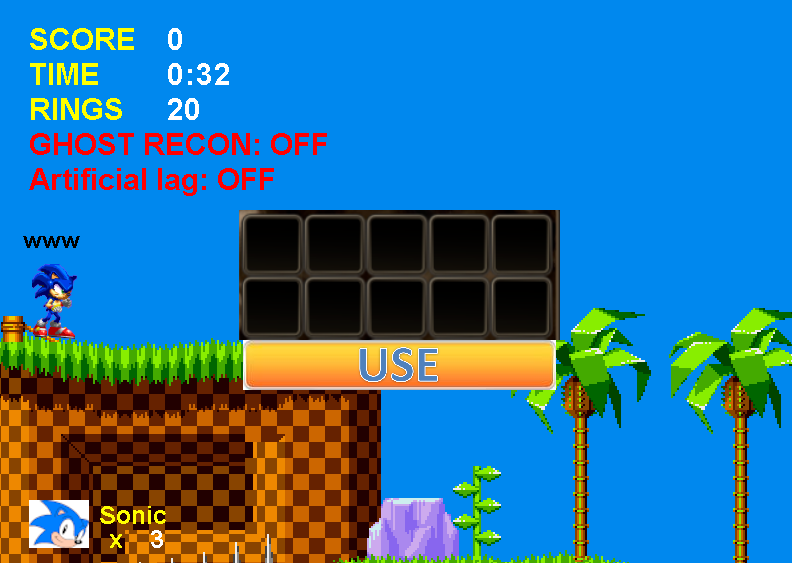 SCORE 0
TIME 0:32
RINGS 20
GHOST RECON: OFF
Artificial lag: OFF
www
USE
Sonic
x 3